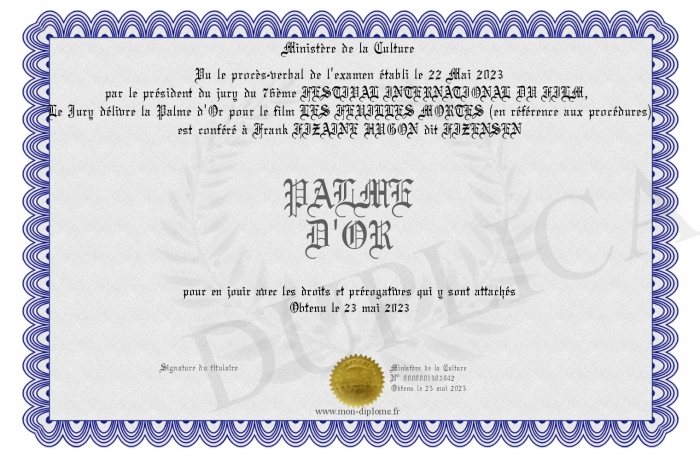 Ministère de la Culture
Vu le procès-verbal de l'examen établi le 22 Mai 2023
par le président du jury du 76ème FESTIVAL INTERNATIONAL DU FILM,
Le Jury délivre la Palme d'Or pour le film LES FEUILLES MORTES (en référence aux procédures)
est conféré à Frank FIZAINE HUGON dit FIZENSEN
PALME
D'OR
DUPLICA
pour en jouir avec les droits et prérogatives qui y sont attachés
Obtenu le 23 mai 2023
Signature du titulaire
Ministère de la Culture
Obtenu le 23 mai 2023
www.mon-diplome.fr